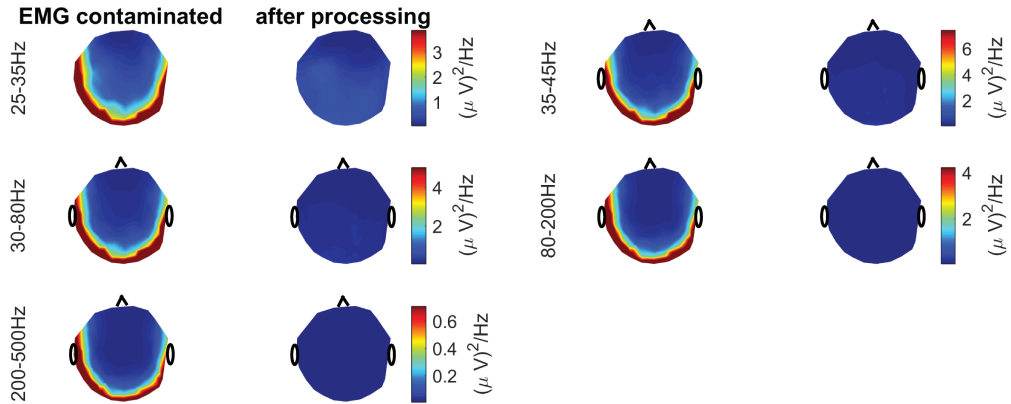 EMG contaminated after processing
25-35Hz
3
2
1
(μ V)²/Hz
35-45Hz
6
4
2
(μ V)²/Hz
30-80Hz
4
2
(μ V)²/Hz
80-200Hz
4
2
(μ V)²/Hz
200-500Hz
0.6
0.4
0.2
(μ V)²/Hz